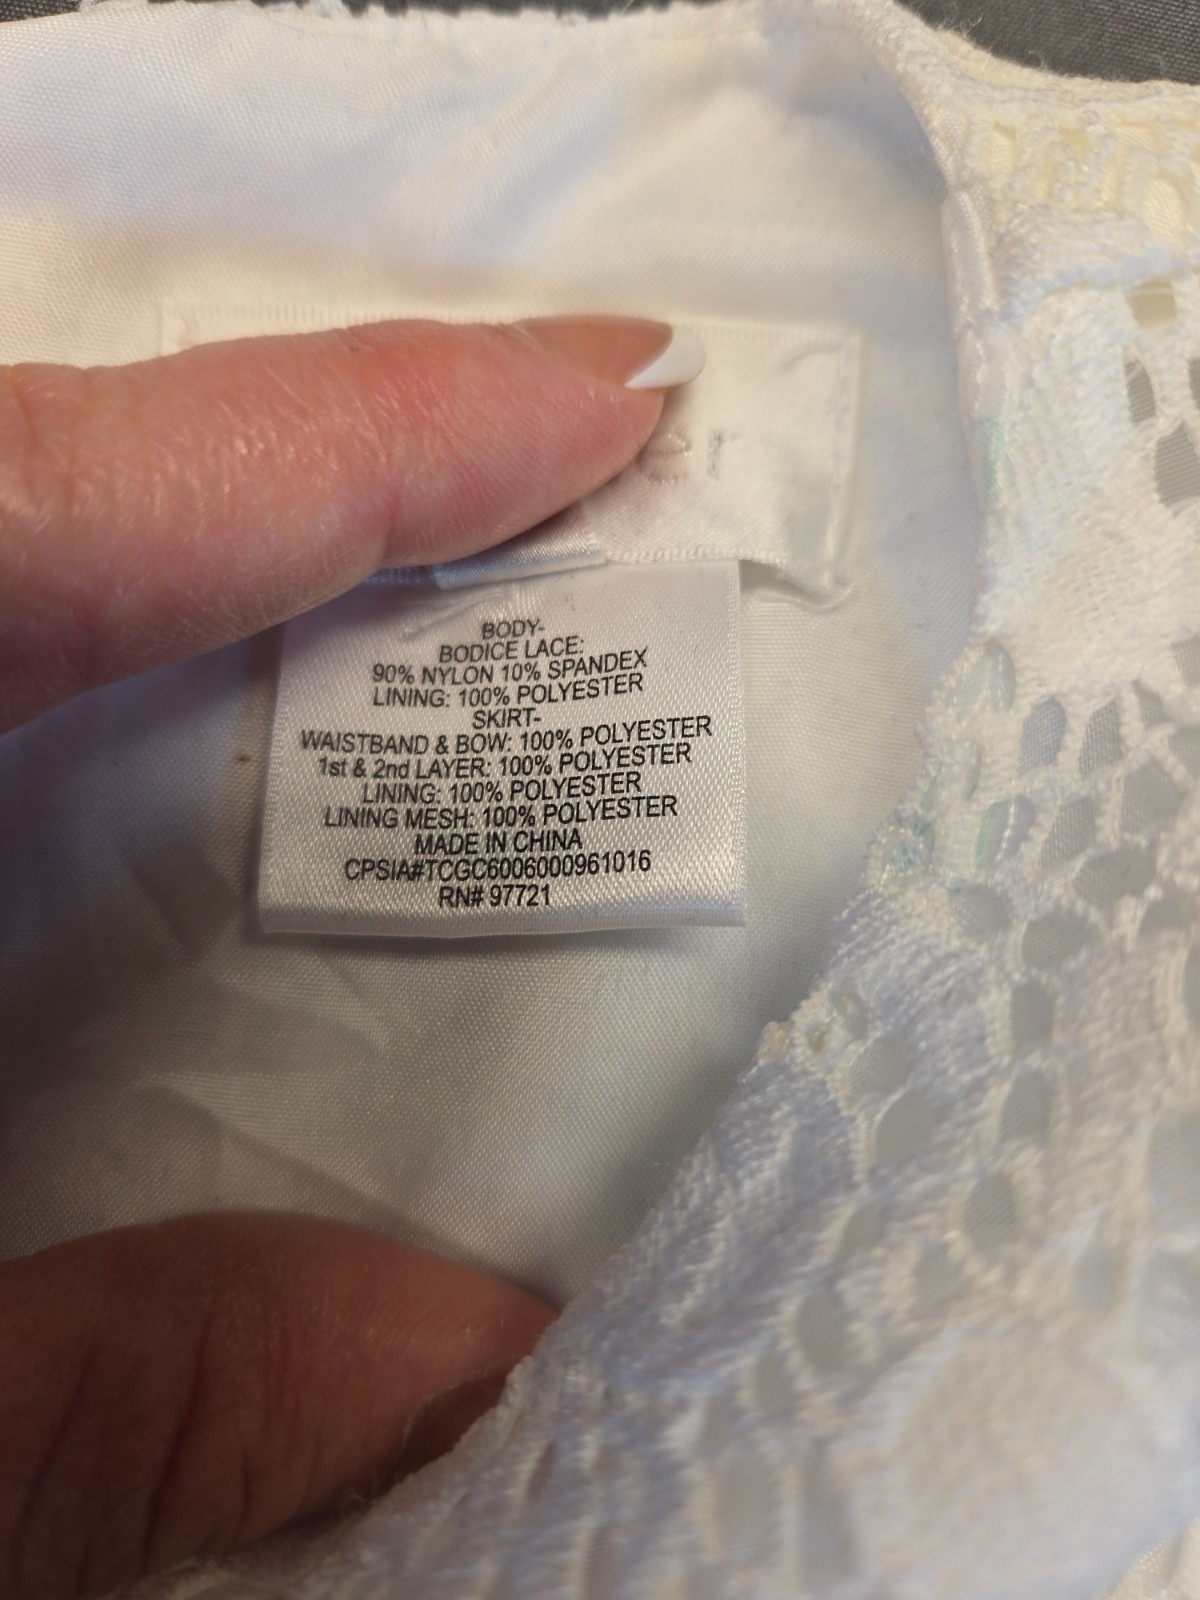 er
BODY-
BODICE LACE:
90% NYLON 10% SPANDEX
LINING: 100% POLYESTER
SKIRT-
WAISTBAND & BOW: 100% POLYESTER
1st & 2nd LAYER: 100% POLYESTER
LINING: 100% POLYESTER
LINING MESH: 100% POLYESTER
MADE IN CHINA
CPSIA#TCGC6006000961016
RN# 97721